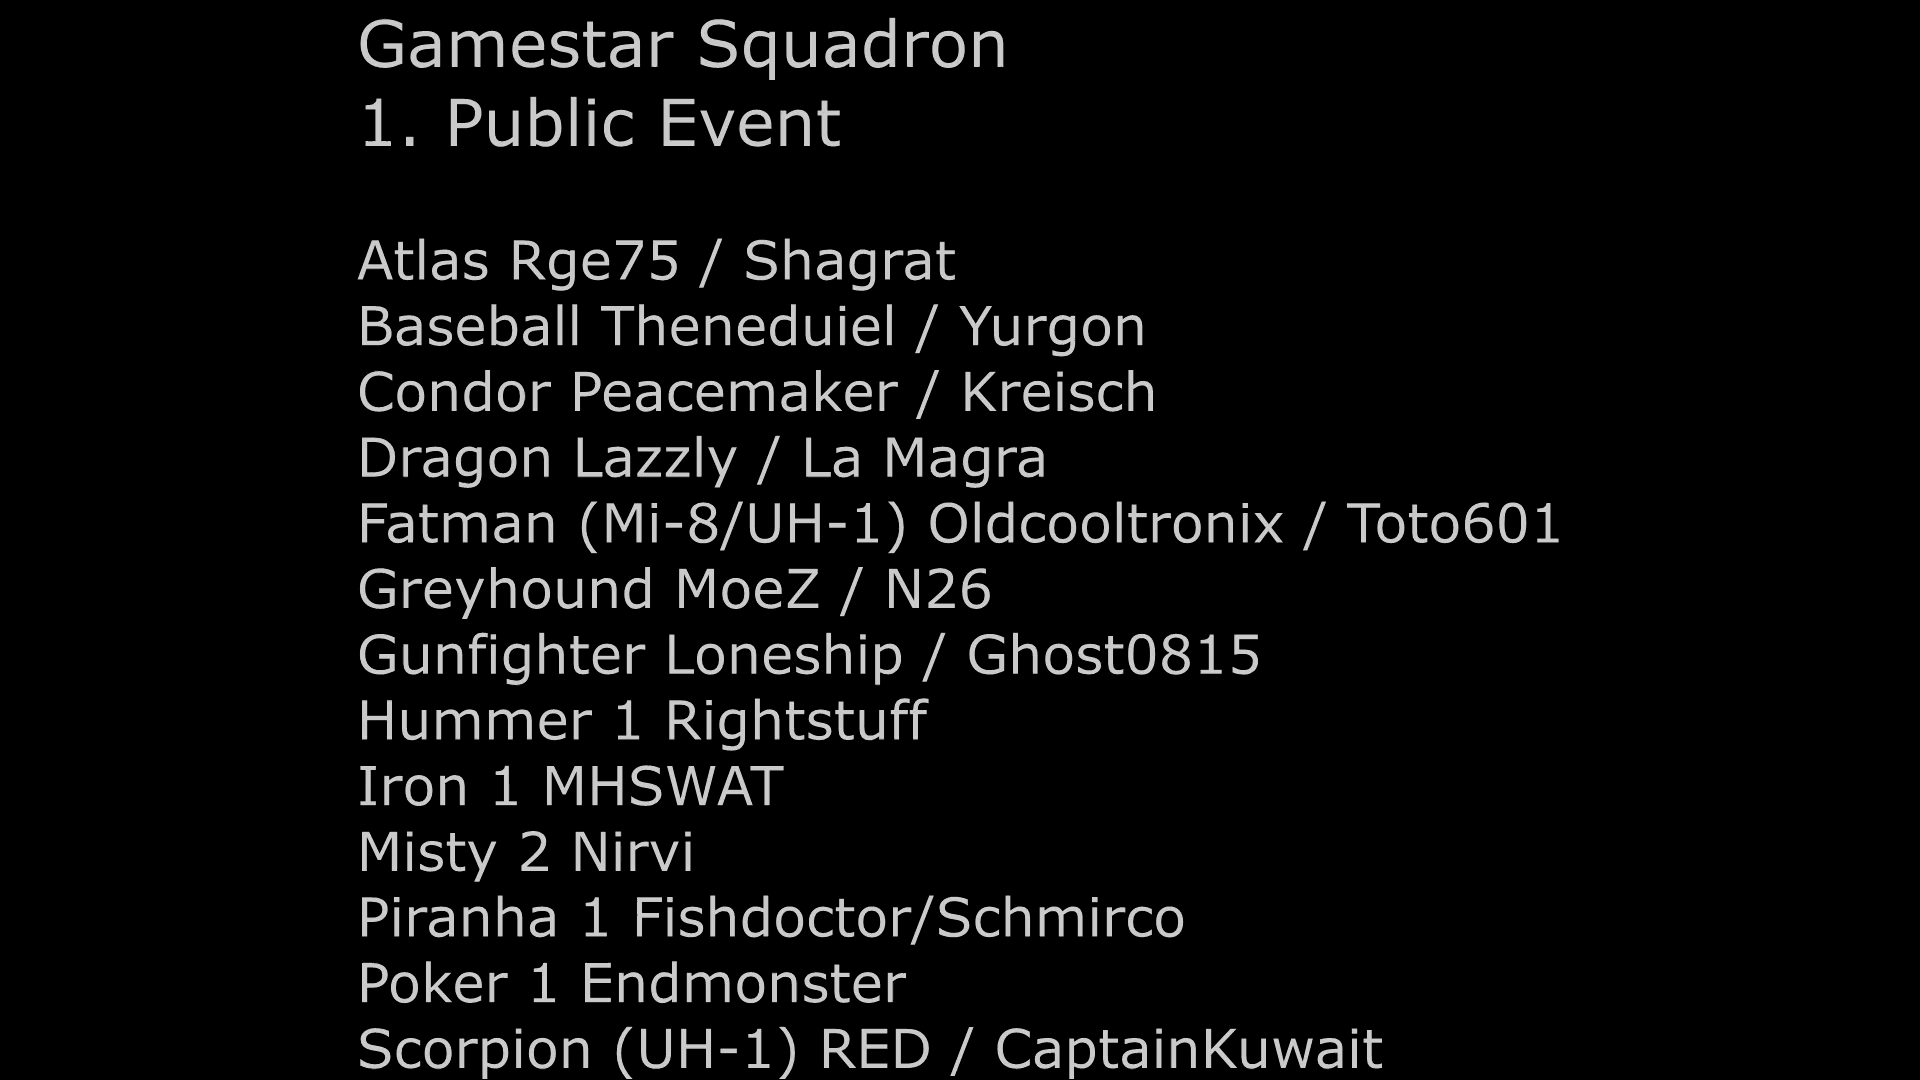 Gamestar Squadron
1. Public Event
Atlas Rge75 / Shagrat
Baseball Theneduiel / Yurgon
Condor Peacemaker / Kreisch
Dragon Lazzly / La Magra
Fatman (Mi-8/UH-1) Oldcooltronix / Toto601
Greyhound MoeZ / N26
Gunfighter Loneship / Ghost0815
Hummer 1 Rightstuff
Iron 1 MHSWAT
Misty 2 Nirvi
Piranha 1 Fishdoctor/Schmirco
Poker 1 Endmonster
Scorpion (UH-1) RED / CaptainKuwait